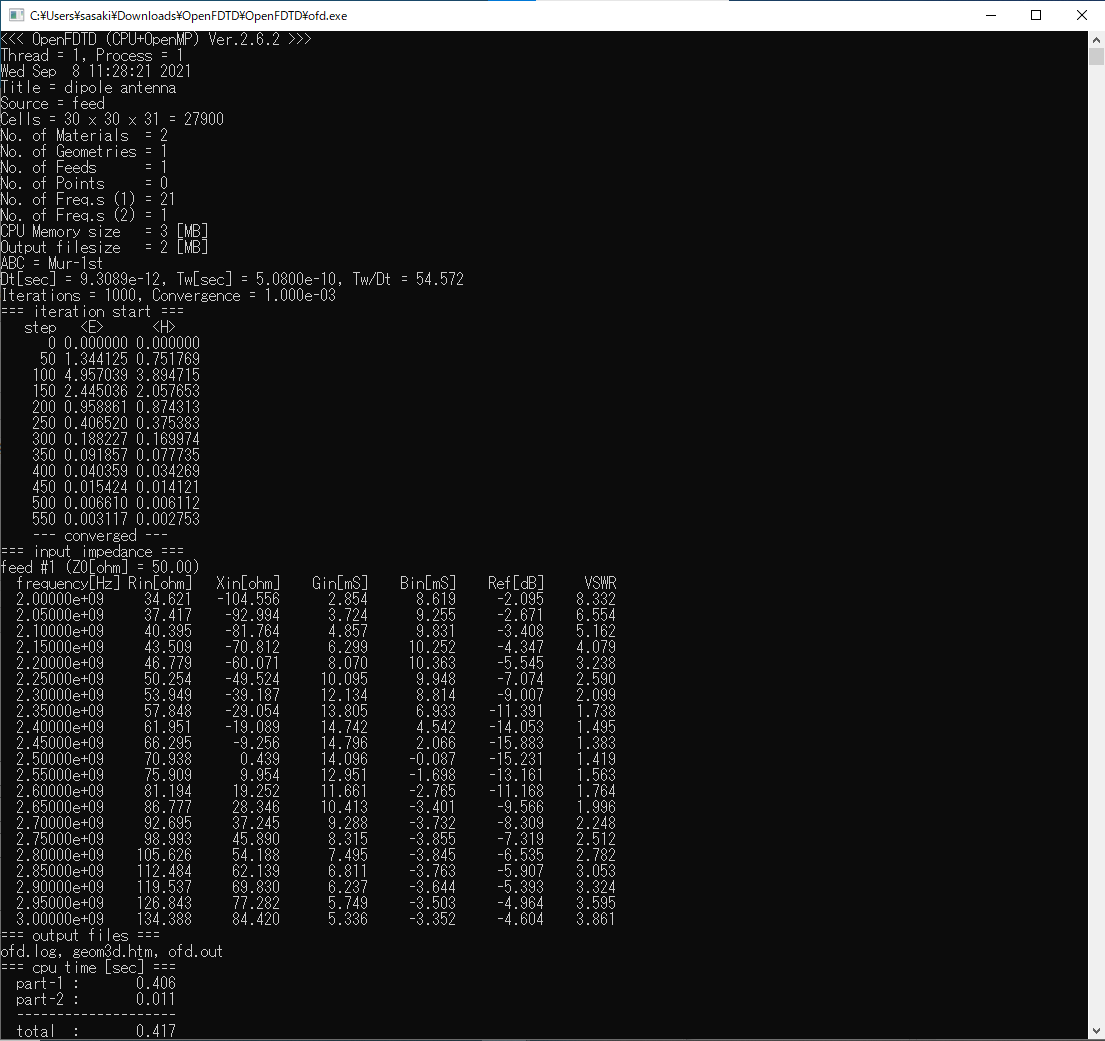 C:¥Users¥sasaki¥Downloads¥OpenFDTD¥OpenFDTD¥ofd.exe
<<< OpenFDTD (CPU+OpenMP) Ver.2.6.2 >>>
Thread = 1, Process = 1
Wed Sep  8 11:28:21 2021
Title = dipole antenna
Source = feed
Cells = 30 x 30 x 31 = 27900
No. of Materials  = 2
No. of Geometries = 1
No. of Feeds      = 1
No. of Points     = 0
No. of Freq.s (1) = 21
No. of Freq.s (2) = 1
CPU Memory size   = 3 [MB]
Output filesize   = 2 [MB]
ABC = Mur-1st
Dt[sec] = 9.3089e-12, Tw[sec] = 5.0800e-10, Tw/Dt = 54.572
Iterations = 1000, Convergence = 1.000e-03
=== iteration start ===
   step   <E>      <H>
      0 0.000000 0.000000
     50 1.344125 0.751769
    100 4.957039 3.894715
    150 2.445036 2.057653
    200 0.958861 0.874313
    250 0.406520 0.375383
    300 0.188227 0.169974
    350 0.091857 0.077735
    400 0.040359 0.034269
    450 0.015424 0.014121
    500 0.006610 0.006112
    550 0.003117 0.002753
    --- converged ---
=== input impedance ===
feed #1 (Z0[ohm] = 50.00)
  frequency[Hz] Rin[ohm]   Xin[ohm]    Gin[mS]    Bin[mS]    Ref[dB]     VSWR
  2.00000e+09     34.621   -104.556      2.854      8.619     -2.095    8.332
  2.05000e+09     37.417    -92.994      3.724      9.255     -2.671    6.554
  2.10000e+09     40.395    -81.764      4.857      9.831     -3.408    5.162
  2.15000e+09     43.509    -70.812      6.299     10.252     -4.347    4.079
  2.20000e+09     46.779    -60.071      8.070     10.363     -5.545    3.238
  2.25000e+09     50.254    -49.524     10.095      9.948     -7.074    2.590
  2.30000e+09     53.949    -39.187     12.134      8.814     -9.007    2.099
  2.35000e+09     57.848    -29.054     13.805      6.933    -11.391    1.738
  2.40000e+09     61.951    -19.089     14.742      4.542    -14.053    1.495
  2.45000e+09     66.295     -9.256     14.796      2.066    -15.883    1.383
  2.50000e+09     70.938      0.439     14.096     -0.087    -15.231    1.419
  2.55000e+09     75.909      9.954     12.951     -1.698    -13.161    1.563
  2.60000e+09     81.194     19.252     11.661     -2.765    -11.168    1.764
  2.65000e+09     86.777     28.346     10.413     -3.401     -9.566    1.996
  2.70000e+09     92.695     37.245      9.288     -3.732     -8.309    2.248
  2.75000e+09     98.993     45.890      8.315     -3.855     -7.319    2.512
  2.80000e+09    105.626     54.188      7.495     -3.845     -6.535    2.782
  2.85000e+09    112.484     62.139      6.811     -3.763     -5.907    3.053
  2.90000e+09    119.537     69.830      6.237     -3.644     -5.393    3.324
  2.95000e+09    126.843     77.282      5.749     -3.503     -4.964    3.595
  3.00000e+09    134.388     84.420      5.336     -3.352     -4.604    3.861
=== output files ===
ofd.log, geom3d.htm, ofd.out
=== cpu time [sec] ===
  part-1 :       0.406
  part-2 :       0.011
  --------------------
  total  :       0.417